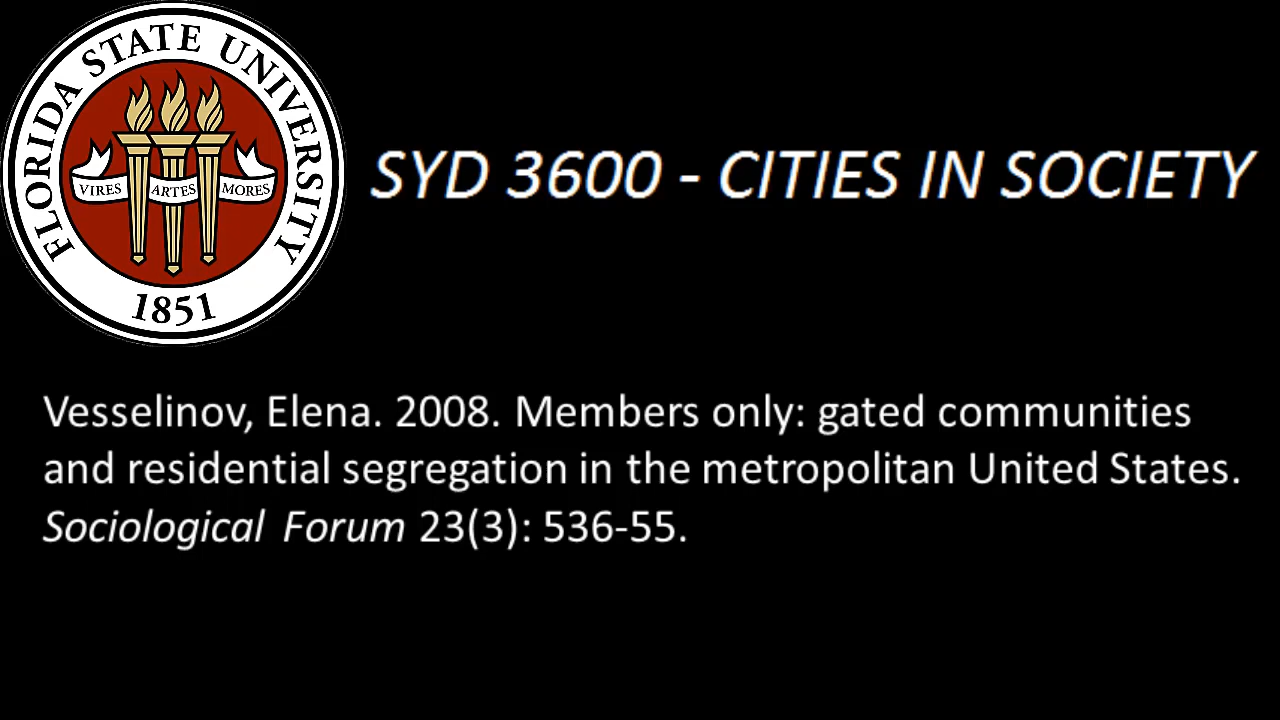 FLORIDA STATE UNIVERSITY
VIRES ARTES MORES
1851
SYD 3600 - CITIES IN SOCIETY
Vesselinov, Elena. 2008. Members only: gated communities
and residential segregation in the metropolitan United States.
Sociological Forum 23(3): 536-55.